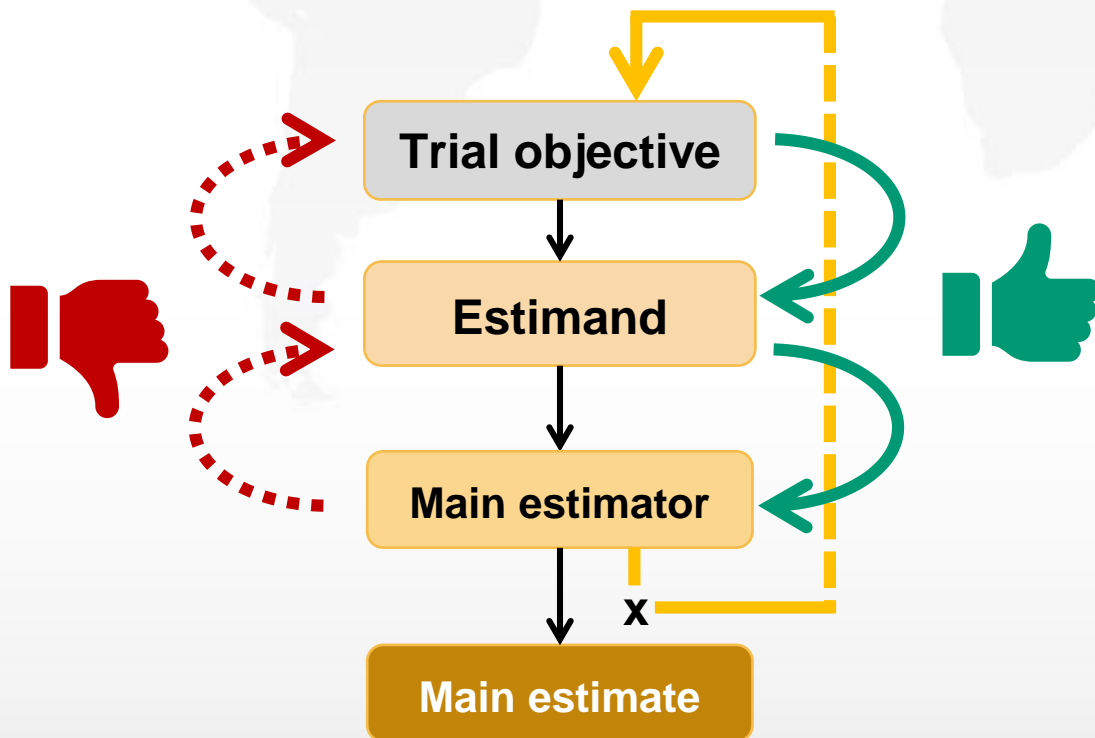 Trial objective
Estimand
Main estimator
x
Main estimate